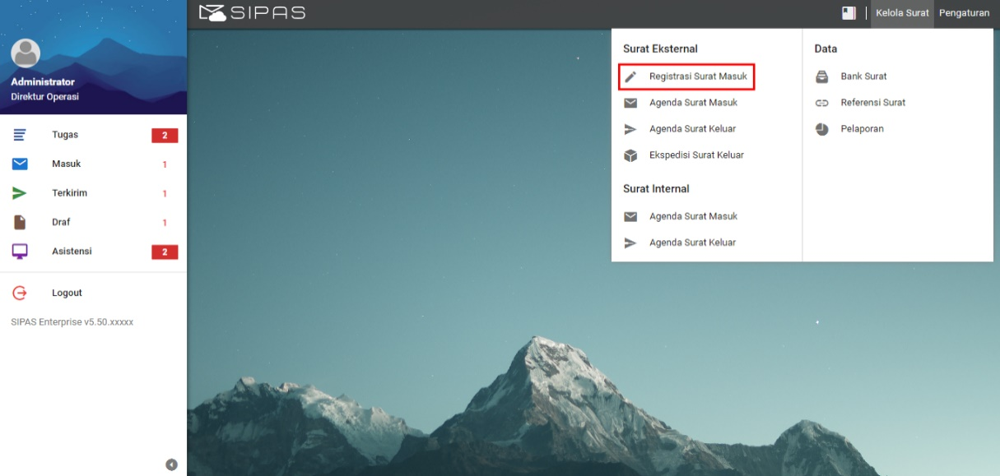 SIPAS
Kelola Surat
Pengaturan
Administrator
Direktur Operasi
Tugas 2
Masuk 1
Terkirim 1
Draf 1
Asistensi 2
Logout
SIPAS Enterprise v5.50.xxxxx
Surat Eksternal
Registrasi Surat Masuk
Agenda Surat Masuk
Agenda Surat Keluar
Ekspedisi Surat Keluar
Surat Internal
Agenda Surat Masuk
Agenda Surat Keluar
Data
Bank Surat
Referensi Surat
Pelaporan